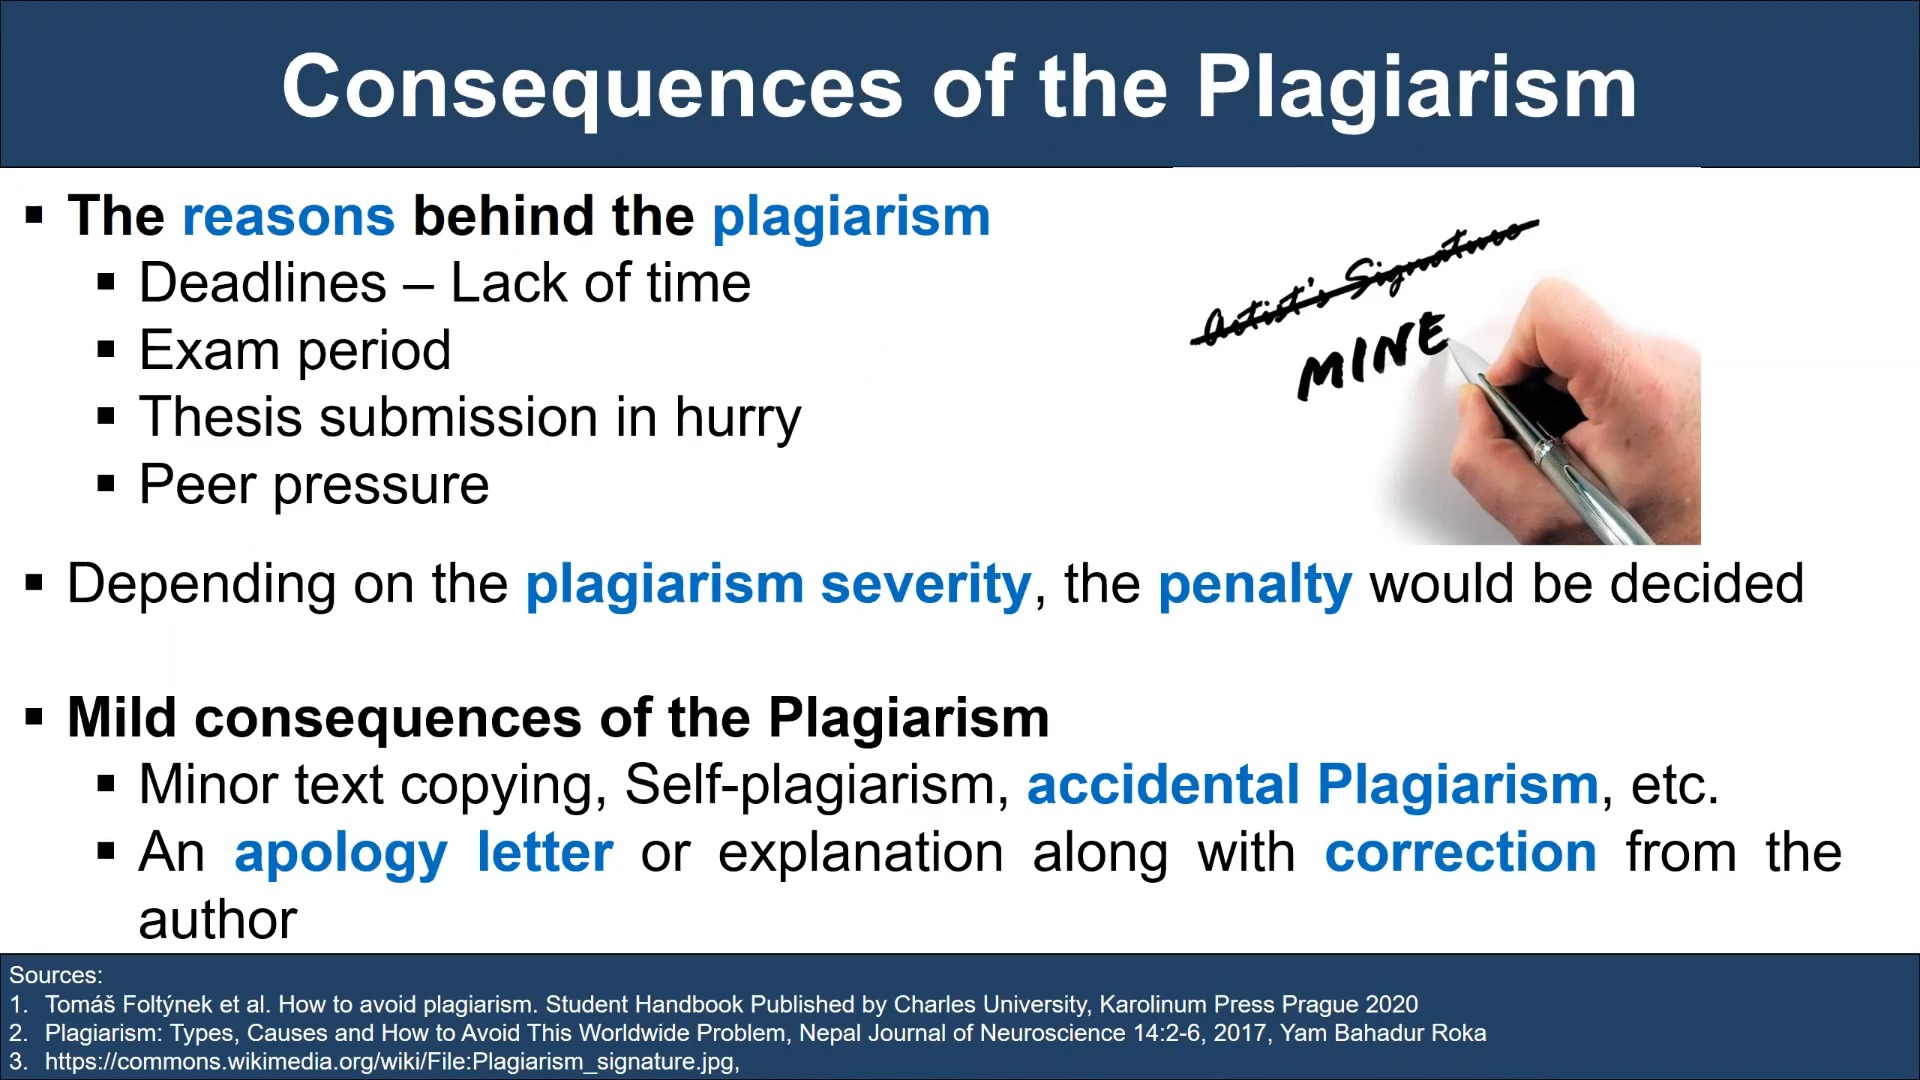 Consequences of the Plagiarism
▪ The reasons behind the plagiarism
▪ Deadlines – Lack of time
▪ Exam period
▪ Thesis submission in hurry
▪ Peer pressure
Artist's Signature
MINE
▪ Depending on the plagiarism severity, the penalty would be decided
▪ Mild consequences of the Plagiarism
▪ Minor text copying, Self-plagiarism, accidental Plagiarism, etc.
▪ An apology letter or explanation along with correction from the
author
Sources:
1. Tomáš Foltýnek et al. How to avoid plagiarism. Student Handbook Published by Charles University, Karolinum Press Prague 2020
2. Plagiarism: Types, Causes and How to Avoid This Worldwide Problem, Nepal Journal of Neuroscience 14:2-6, 2017, Yam Bahadur Roka
3. https://commons.wikimedia.org/wiki/File:Plagiarism_signature.jpg,